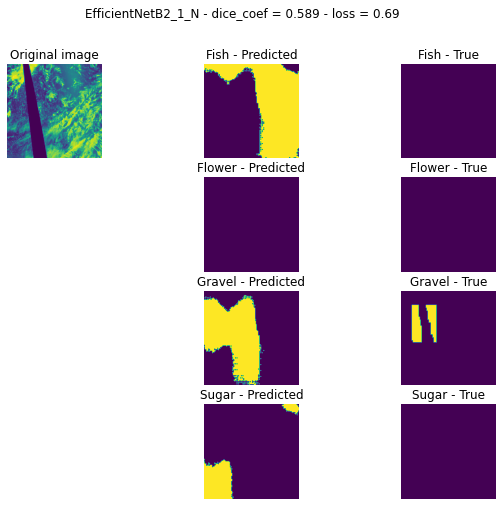 EfficientNetB2_1_N - dice_coef = 0.589 - loss = 0.69
Original image
Fish - Predicted
Fish - True
Flower - Predicted
Flower - True
Gravel - Predicted
Gravel - True
Sugar - Predicted
Sugar - True